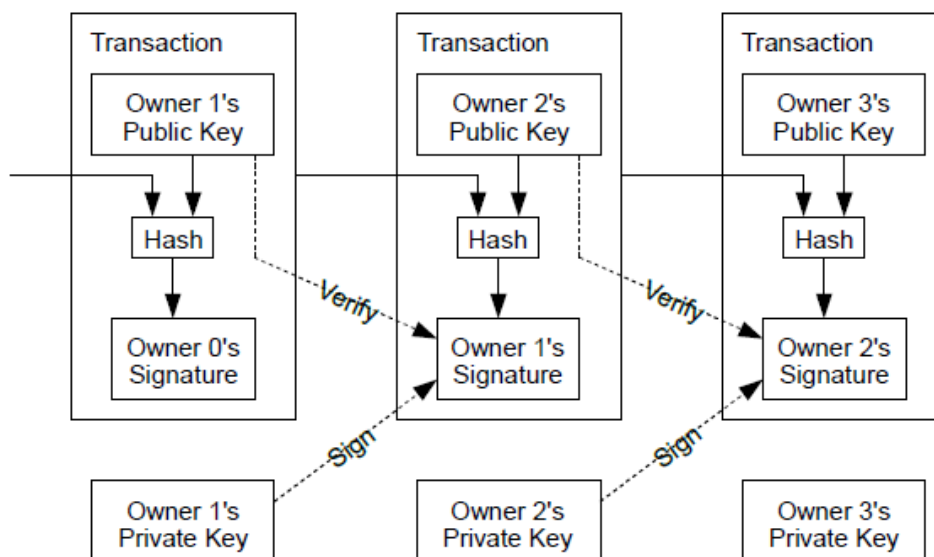 Transaction
Owner 1's
Public Key
Hash
Owner 0's
Signature
Transaction
Owner 2's
Public Key
Hash
Verify
Owner 1's
Signature
Transaction
Owner 3's
Public Key
Hash
Verify
Owner 2's
Signature
Sign
Sign
Owner 1's
Private Key
Owner 2's
Private Key
Owner 3's
Private Key